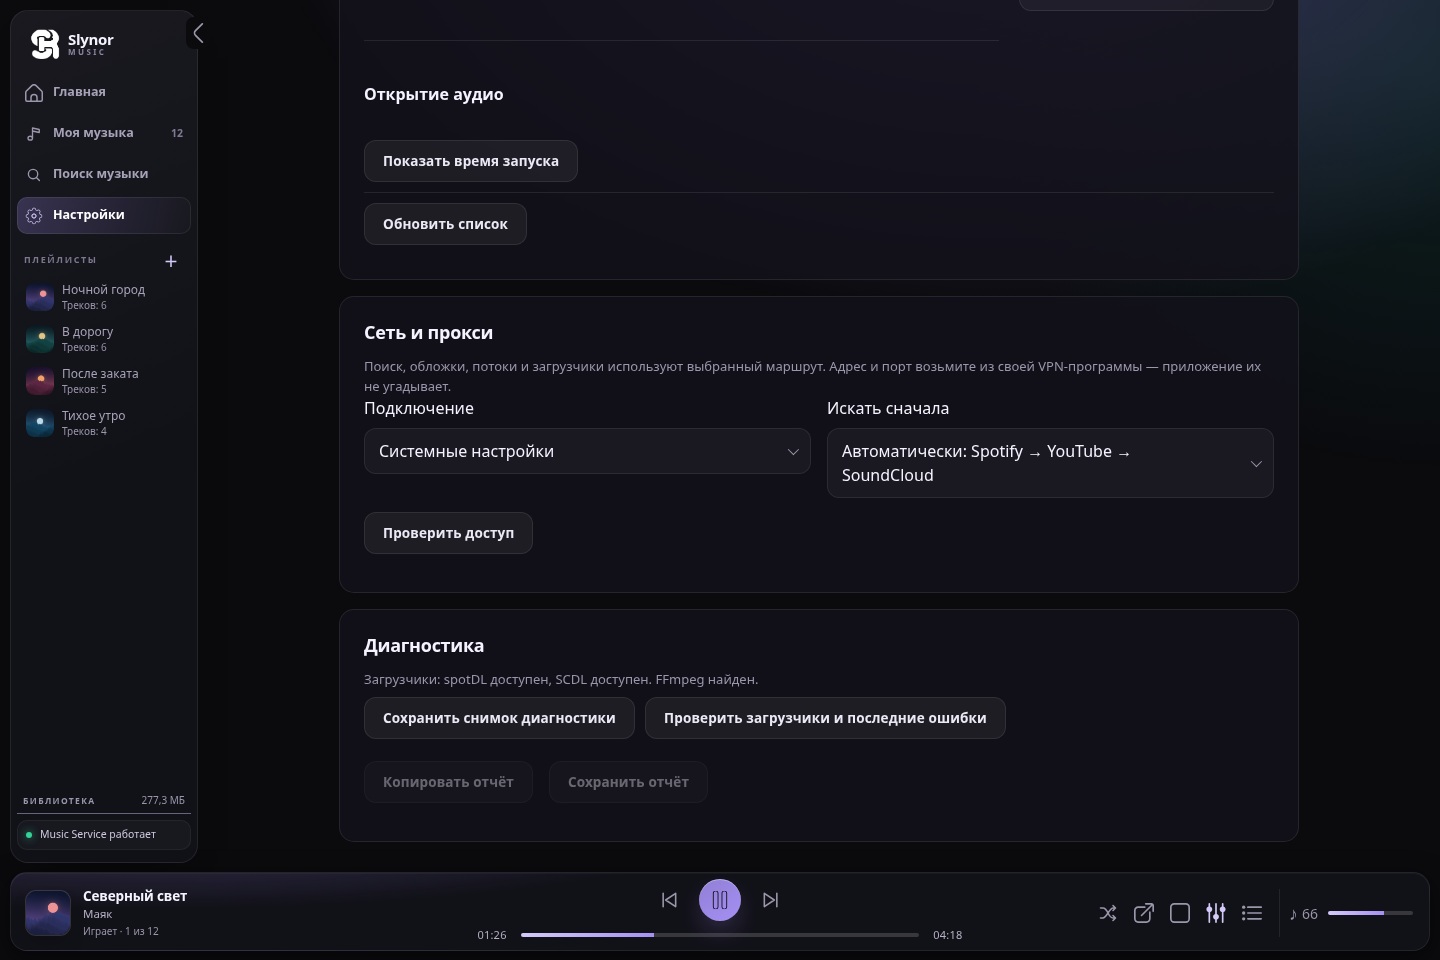 Slynor
MUSIC
Главная
Моя музыка 12
Поиск музыки
Настройки
ПЛЕЙЛИСТЫ +
Ночной город
Треков: 6
В дорогу
Треков: 6
После заката
Треков: 5
Тихое утро
Треков: 4
БИБЛИОТЕКА 277,3 МБ
Music Service работает
Открытие аудио
Показать время запуска
Обновить список
Сеть и прокси
Поиск, обложки, потоки и загрузчики используют выбранный маршрут. Адрес и порт возьмите из своей VPN-программы — приложение их
не угадывает.
Подключение
Системные настройки
Искать сначала
Автоматически: Spotify → YouTube →
SoundCloud
Проверить доступ
Диагностика
Загрузчики: spotDL доступен, SCDL доступен. FFmpeg найден.
Сохранить снимок диагностики Проверить загрузчики и последние ошибки
Копировать отчёт Сохранить отчёт
Северный свет
Маяк
Играет · 1 из 12
01:26 04:18
♪ 66